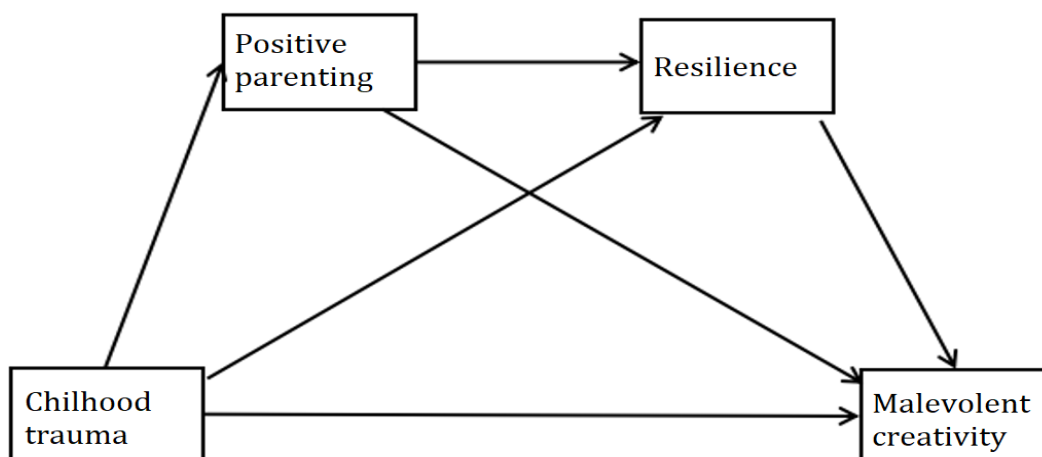 Positive
parenting
Resilience
Chilhood
trauma
Malevolent
creativity